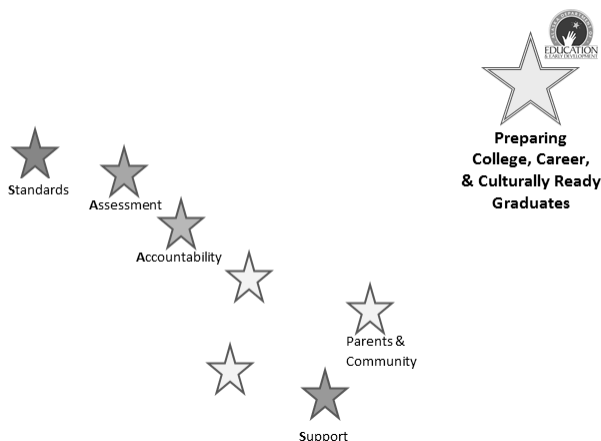 EDUCATION
& EARLY DEVELOPMENT
Preparing
College, Career,
& Culturally Ready
Graduates
Standards
Assessment
Accountability
Parents &
Community
Support